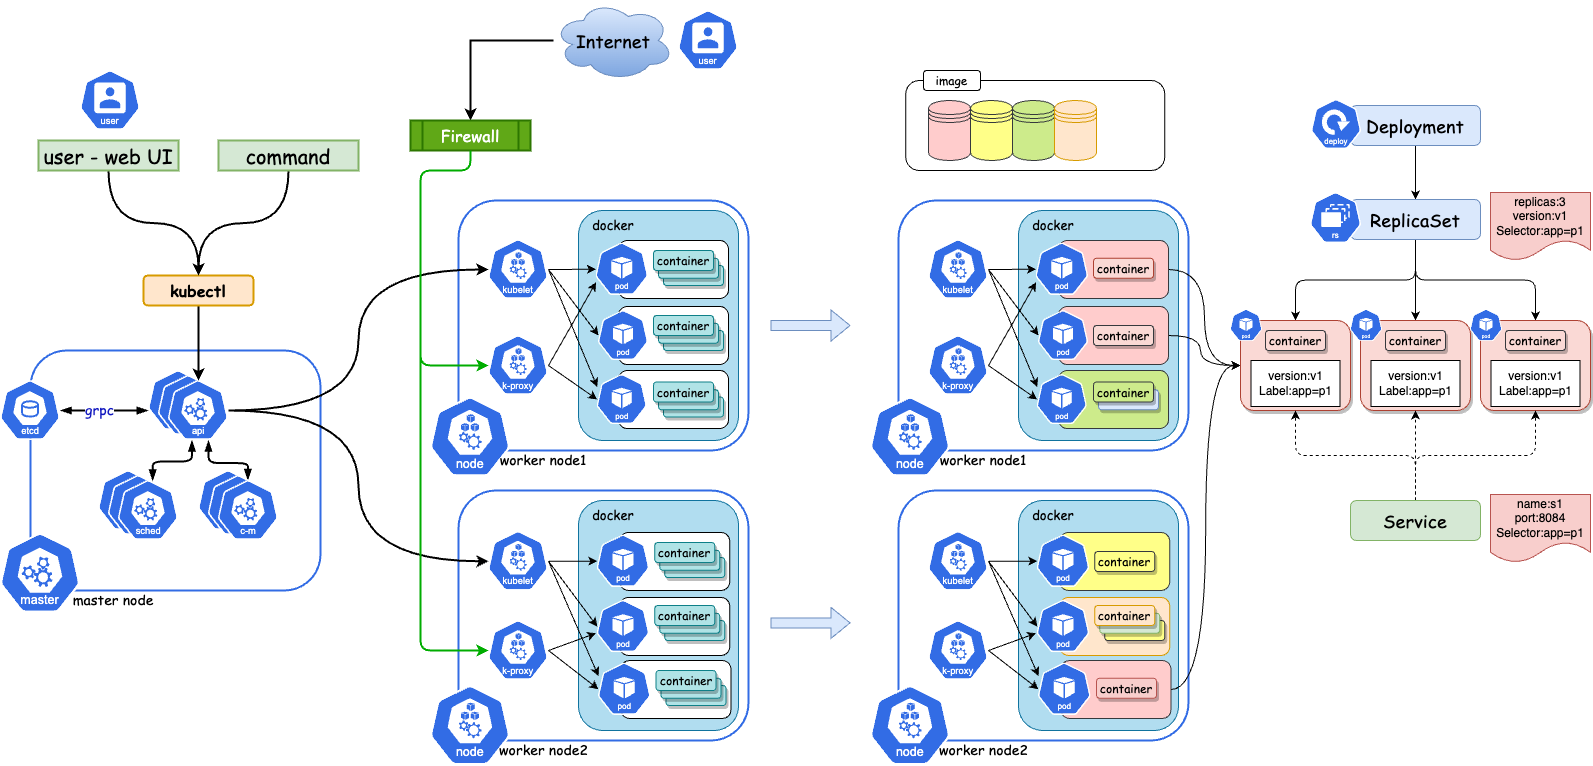 Internet
user
user
user - web UI
command
Firewall
kubectl
etcd
grpc
api
sched
c-m
master
master node
docker
kubelet
pod
container
pod
container
k-proxy
pod
container
node
worker node1
docker
kubelet
pod
container
pod
container
k-proxy
pod
container
node
worker node2
image
docker
kubelet
pod
container
pod
container
k-proxy
pod
container
node
worker node1
docker
kubelet
pod
container
pod
container
k-proxy
pod
container
node
worker node2
deploy
Deployment
rs
ReplicaSet
replicas:3
version:v1
Selector:app=p1
pod
container
version:v1
Label:app=p1
pod
container
version:v1
Label:app=p1
pod
container
version:v1
Label:app=p1
Service
name:s1
port:8084
Selector:app=p1